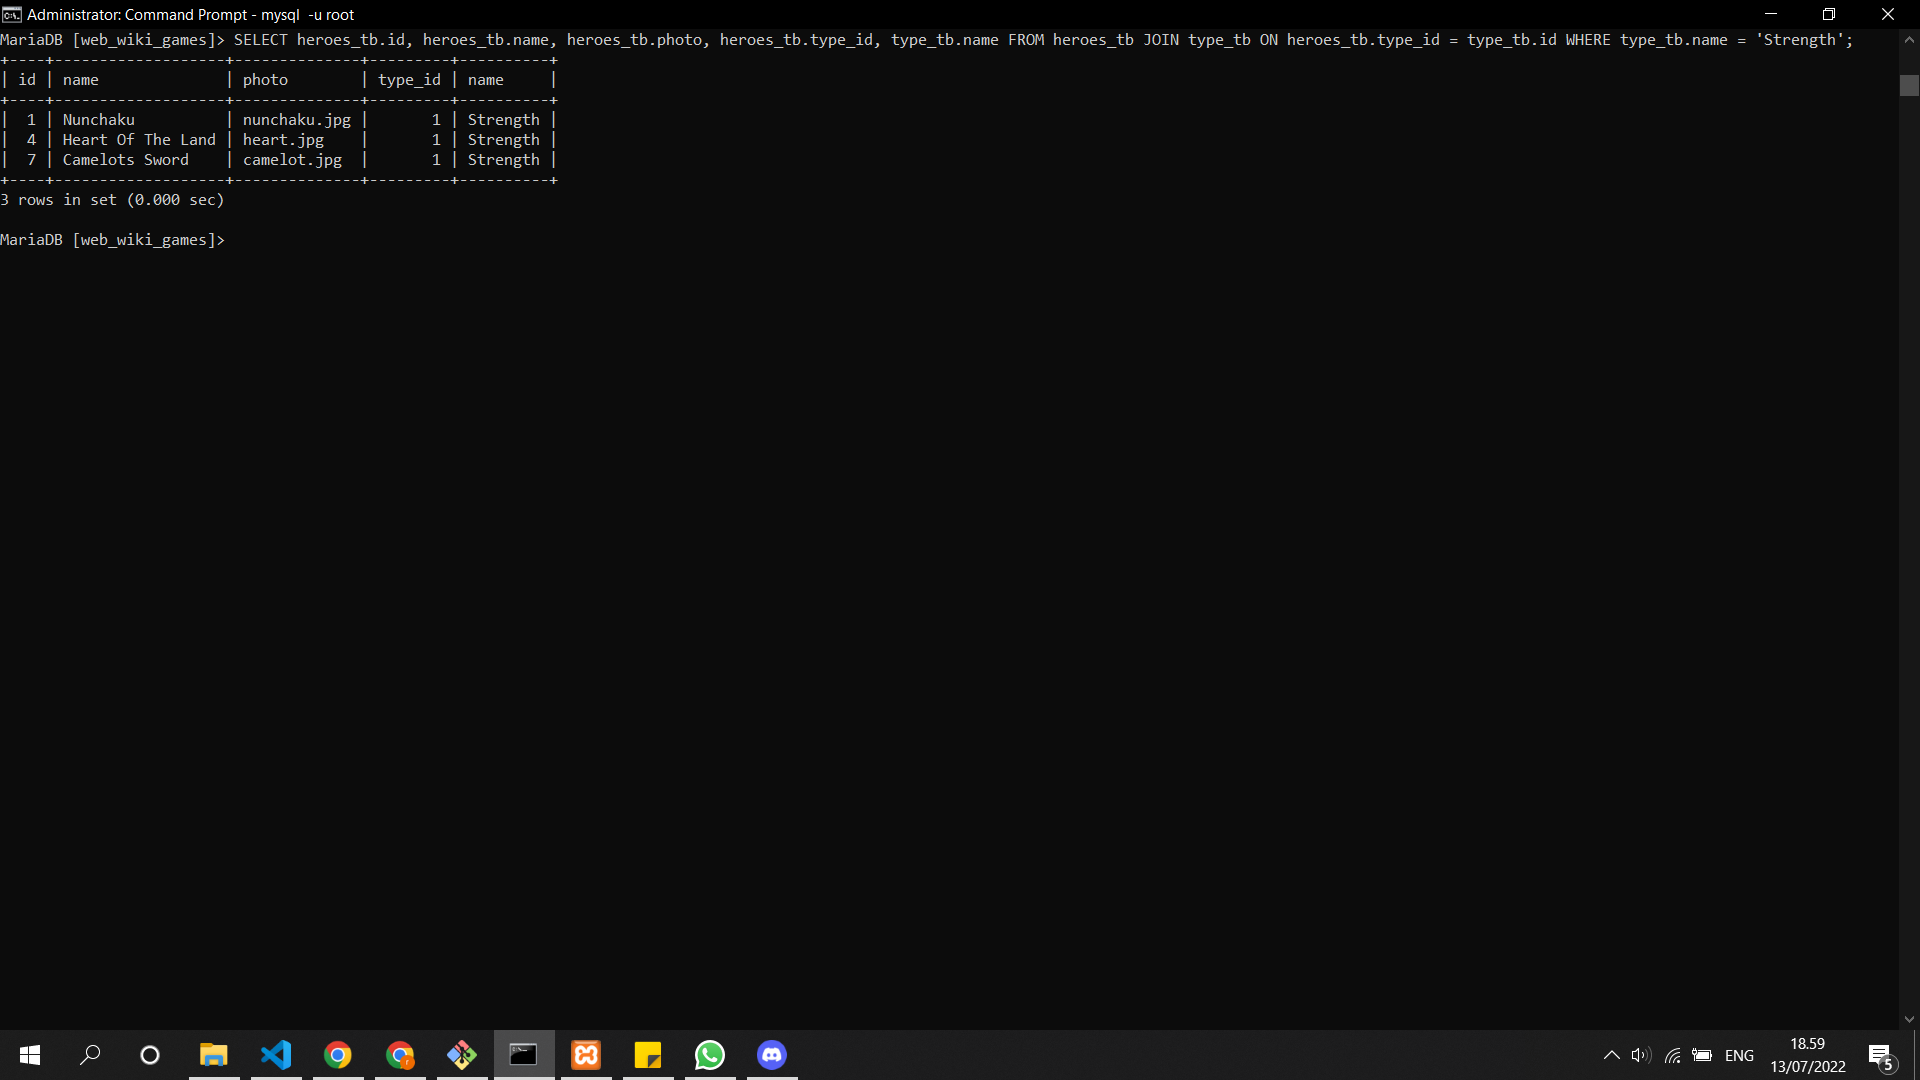 Administrator: Command Prompt - mysql  -u root
MariaDB [web_wiki_games]> SELECT heroes_tb.id, heroes_tb.name, heroes_tb.photo, heroes_tb.type_id, type_tb.name FROM heroes_tb JOIN type_tb ON heroes_tb.type_id = type_tb.id WHERE type_tb.name = 'Strength';
+----+-------------------+--------------+---------+----------+
| id | name              | photo        | type_id | name     |
+----+-------------------+--------------+---------+----------+
|  1 | Nunchaku          | nunchaku.jpg |       1 | Strength |
|  4 | Heart Of The Land | heart.jpg    |       1 | Strength |
|  7 | Camelots Sword    | camelot.jpg  |       1 | Strength |
+----+-------------------+--------------+---------+----------+
3 rows in set (0.000 sec)
MariaDB [web_wiki_games]>
ENG
18.59
13/07/2022
5